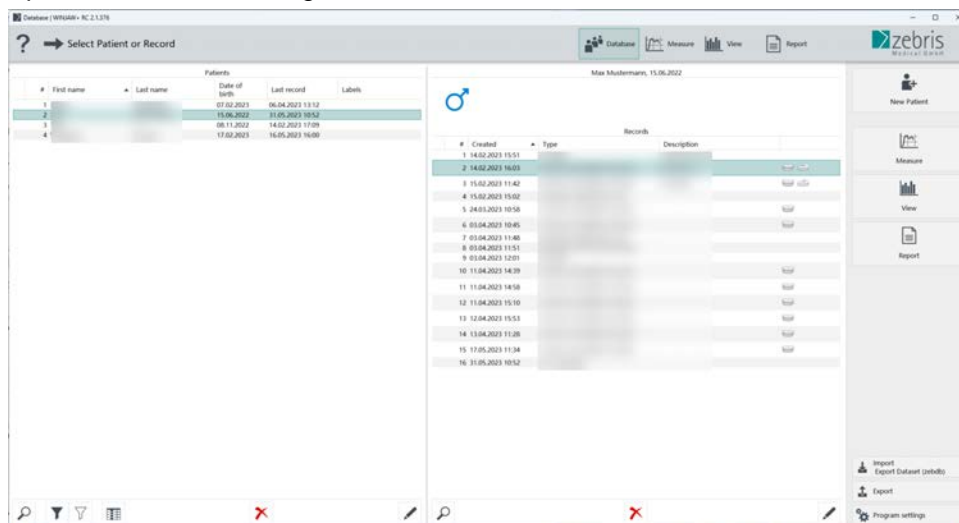 Database | WINJAW+ RC 2.1.376
? Select Patient or Record
Database Measure View Report
zebris
Medical GmbH
Patients
# First name Last name Date of birth Last record Labels
1 07.02.2023 06.04.2023 13:12
2 15.06.2022 31.05.2023 10:52
3 08.11.2022 14.02.2023 17:09
4 17.02.2023 16.05.2023 16:00
Max Mustermann, 15.06.2022
Records
# Created Type Description
1 14.02.2023 15:51
2 14.02.2023 16:03
3 15.02.2023 11:42
4 15.02.2023 15:02
5 24.03.2023 10:58
6 03.04.2023 10:45
7 03.04.2023 11:48
8 03.04.2023 11:51
9 03.04.2023 12:01
10 11.04.2023 14:39
11 11.04.2023 14:58
12 11.04.2023 15:10
13 12.04.2023 15:53
14 13.04.2023 11:28
15 17.05.2023 11:34
16 31.05.2023 10:52
New Patient
Measure
View
Report
Import
Export Dataset (zebdb)
Export
Program settings